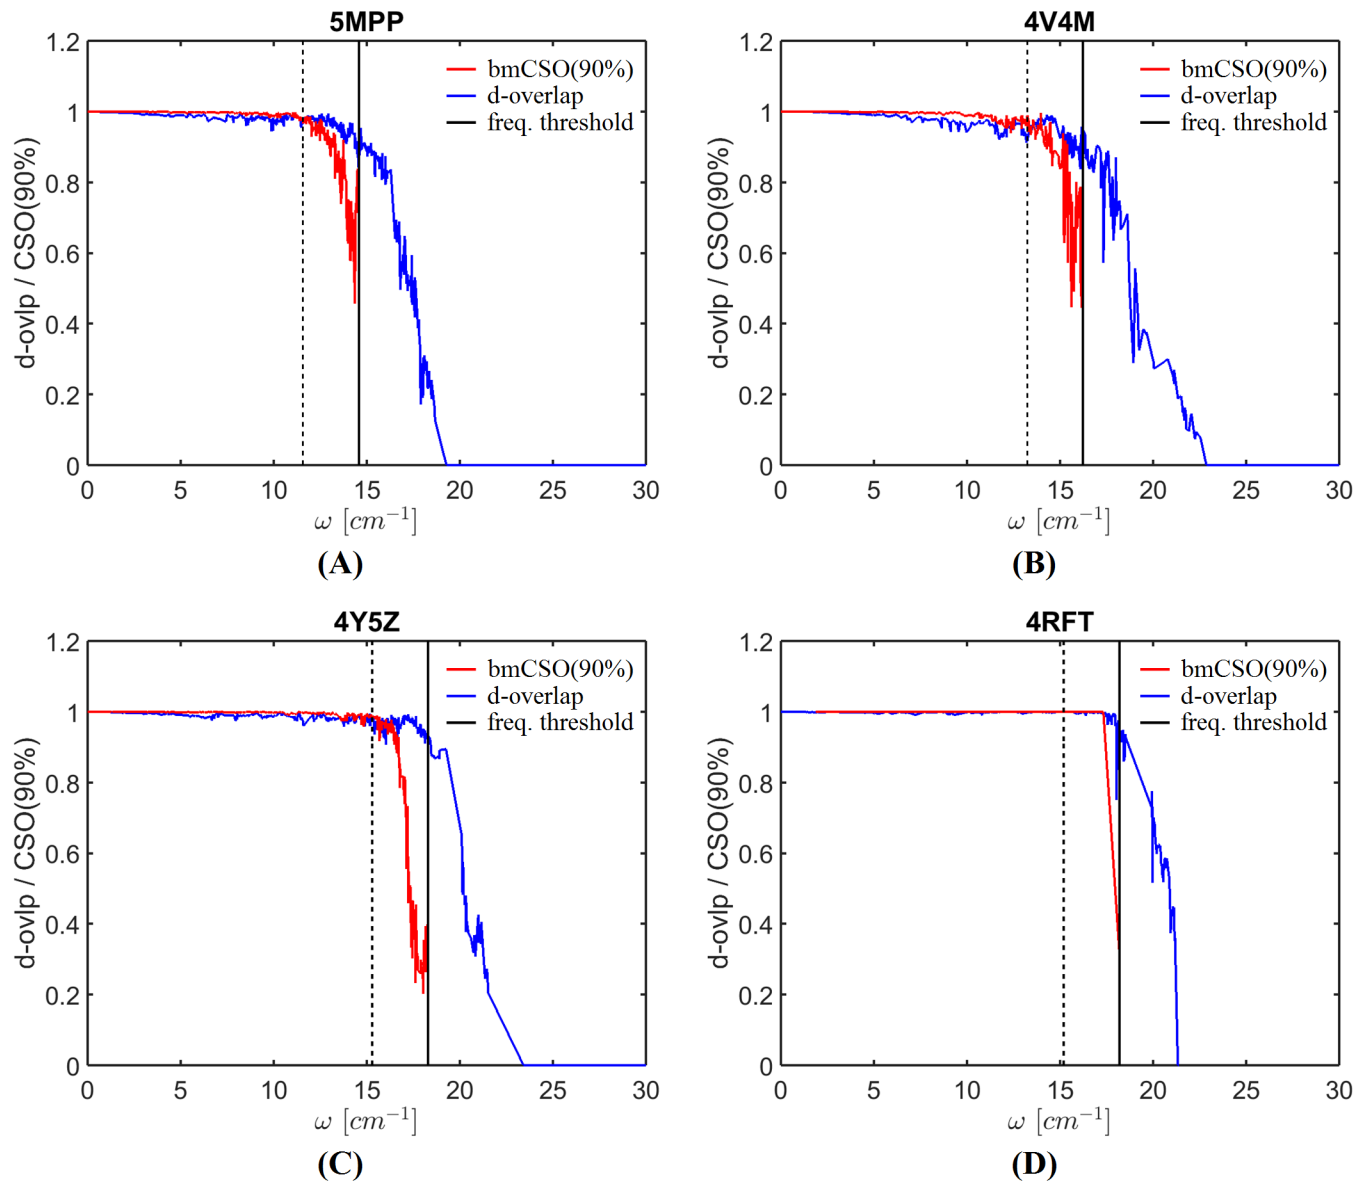 5MPP
1.2
1
0.8
0.6
0.4
0.2
0
d-ovlp / CSO(90%)
bmCSO(90%)
d-overlap
freq. threshold
0 5 10 15 20 25 30
ω [cm⁻¹]
(A)
4V4M
1.2
1
0.8
0.6
0.4
0.2
0
d-ovlp / CSO(90%)
bmCSO(90%)
d-overlap
freq. threshold
0 5 10 15 20 25 30
ω [cm⁻¹]
(B)
4Y5Z
1.2
1
0.8
0.6
0.4
0.2
0
d-ovlp / CSO(90%)
bmCSO(90%)
d-overlap
freq. threshold
0 5 10 15 20 25 30
ω [cm⁻¹]
(C)
4RFT
1.2
1
0.8
0.6
0.4
0.2
0
d-ovlp / CSO(90%)
bmCSO(90%)
d-overlap
freq. threshold
0 5 10 15 20 25 30
ω [cm⁻¹]
(D)